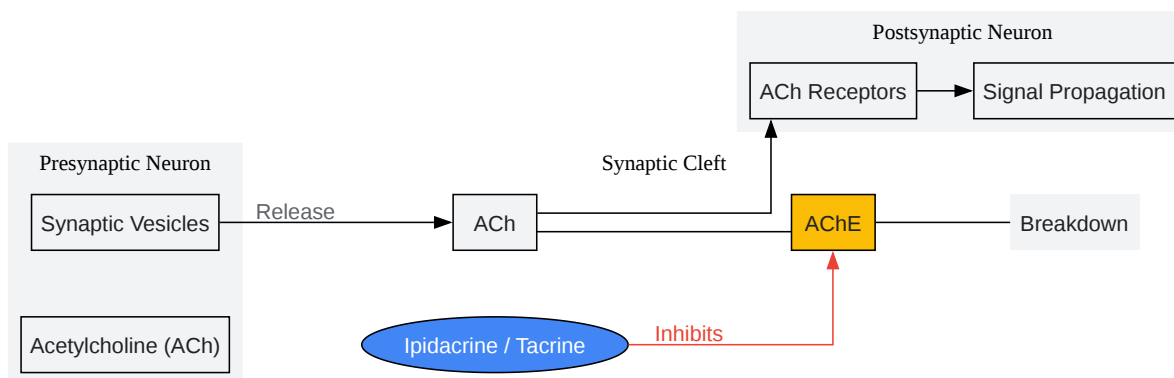 Postsynaptic Neuron
ACh Receptors
Signal Propagation
Presynaptic Neuron
Synaptic Cleft
Synaptic Vesicles
Release
ACh
AChE
Breakdown
Acetylcholine (ACh)
Ipidacrine / Tacrine
Inhibits